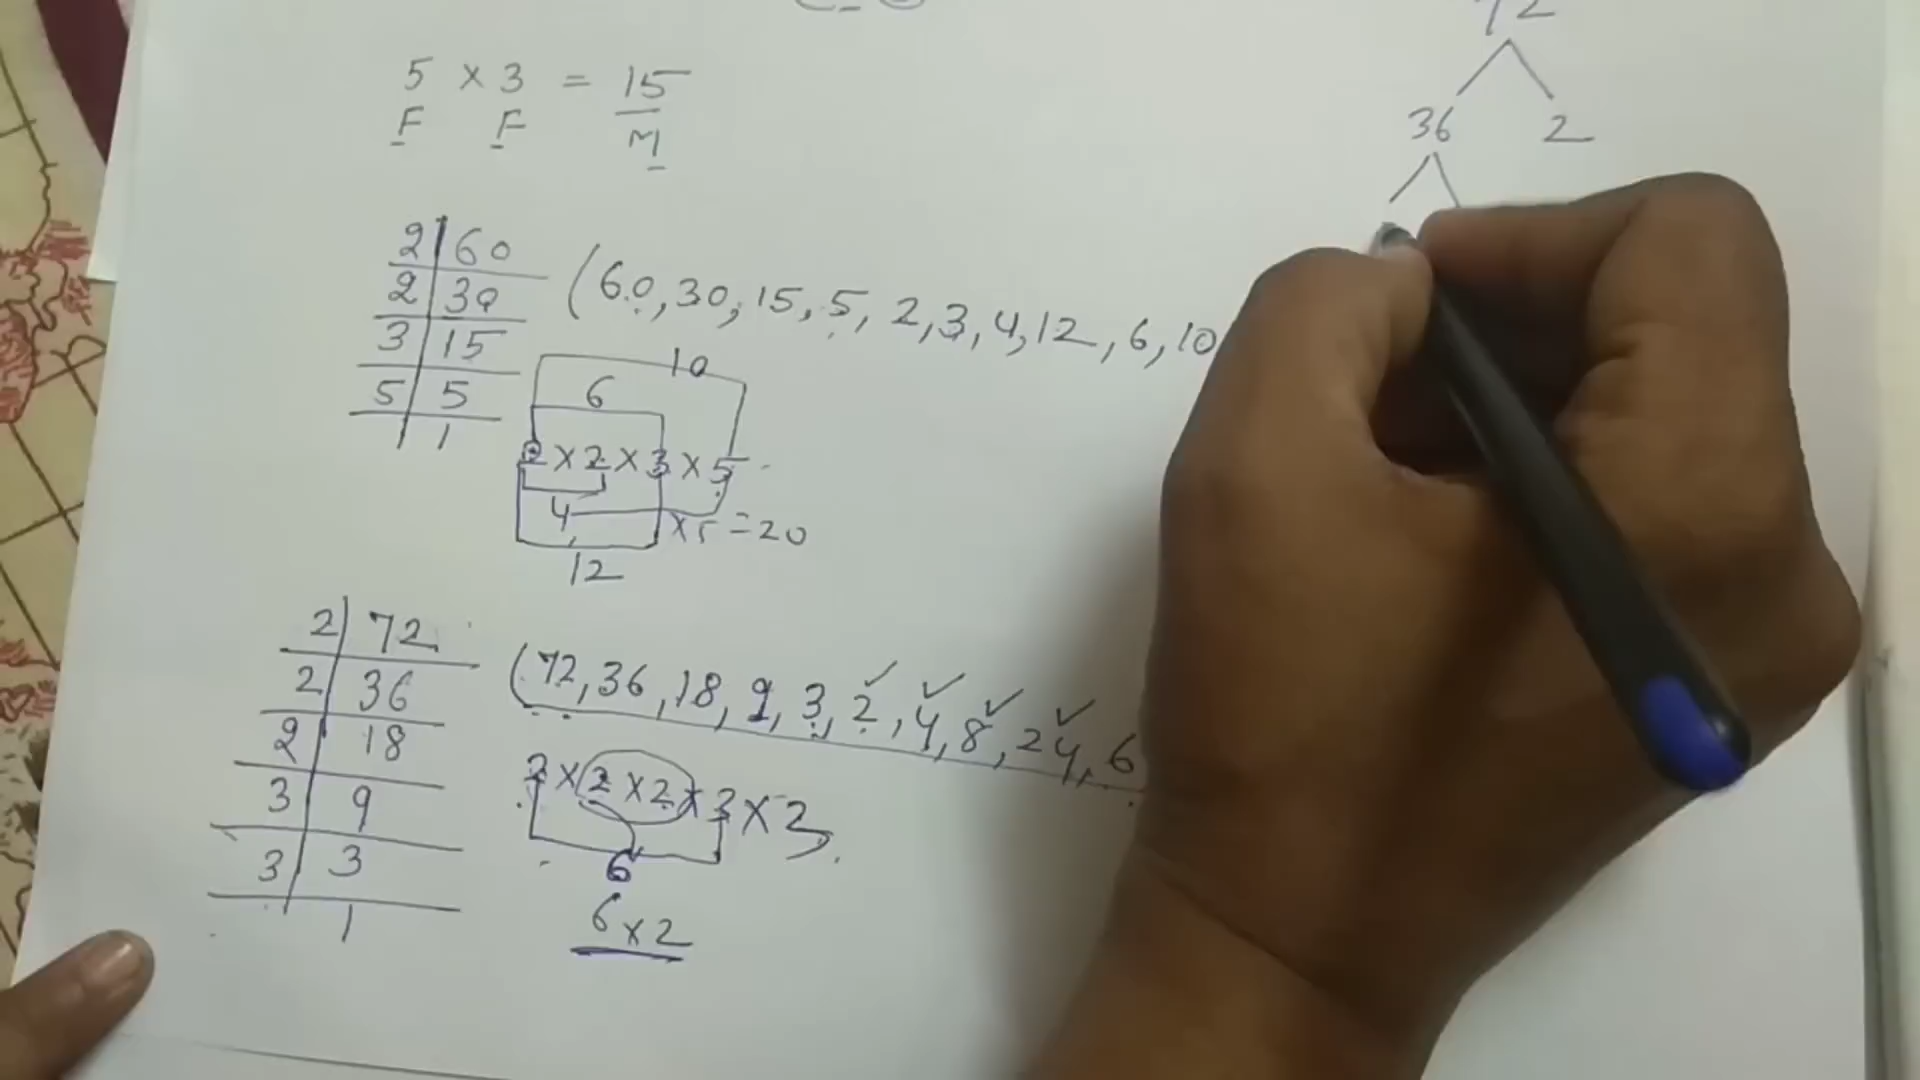 5 × 3 = 15
F F M
2 | 60
2 | 30
3 | 15
5 | 5
1
(60, 30, 15, 5, 2, 3, 4, 12, 6, 10
10
6
2 × 2 × 3 × 5
4 × 5 = 20
12
2 | 72
2 | 36
2 | 18
3 | 9
3 | 3
1
(72, 36, 18, 9, 3, 2, 4, 8, 24, 6
2 × 2 × 2 × 3 × 3
6
6 × 2
72
36 2